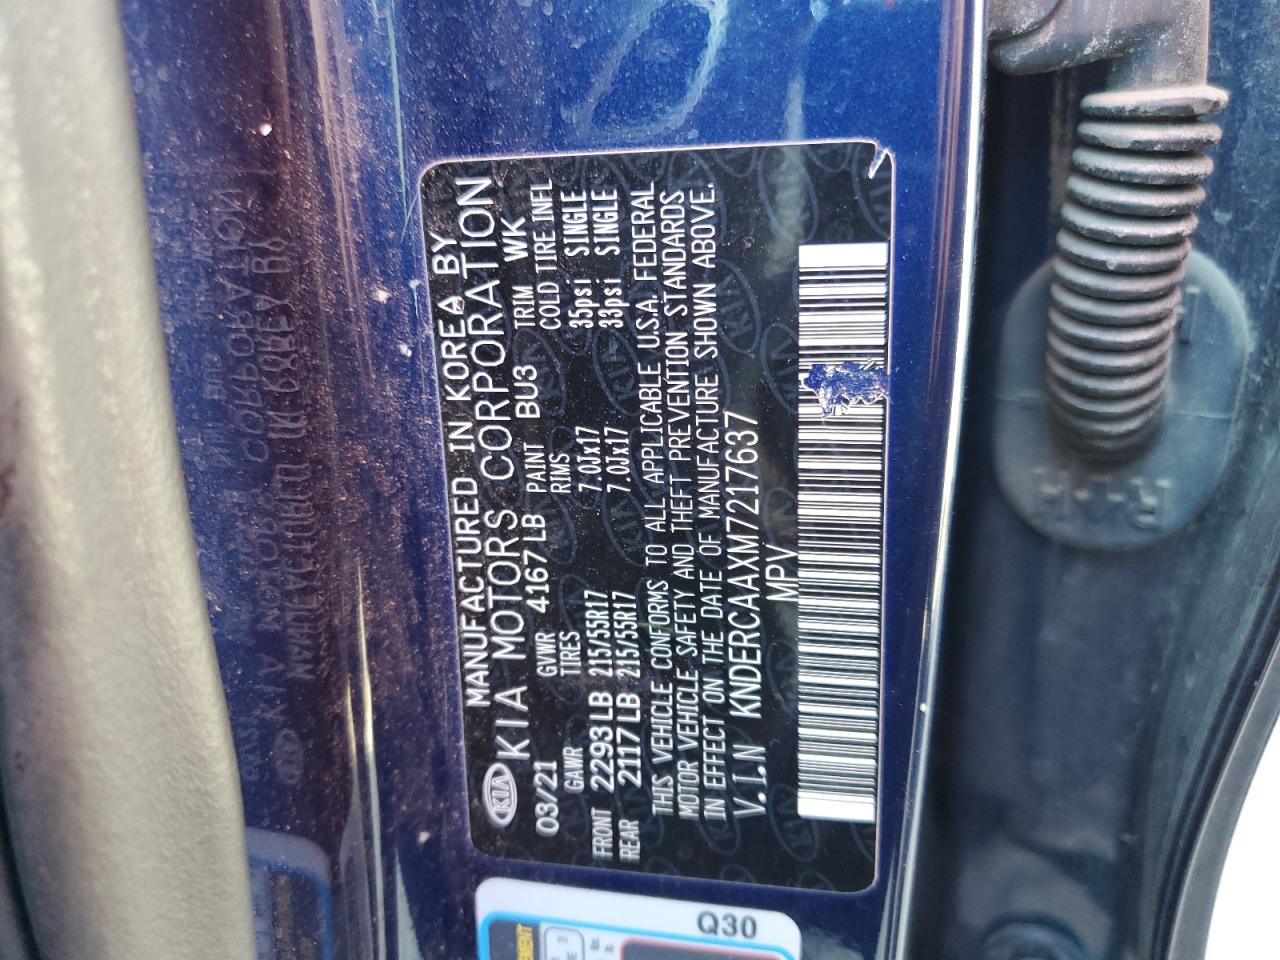 MANUFACTURED IN KOREA BY
KIA KIA MOTORS CORPORATION
03/21 GVWR 4167 LB PAINT BU3 TRIM WK
GAWR TIRES RIMS COLD TIRE INFL
FRONT 2293 LB 215/55R17 7.0Jx17 35psi SINGLE
REAR 2117 LB 215/55R17 7.0Jx17 33psi SINGLE
THIS VEHICLE CONFORMS TO ALL APPLICABLE U.S.A. FEDERAL
MOTOR VEHICLE SAFETY AND THEFT PREVENTION STANDARDS
IN EFFECT ON THE DATE OF MANUFACTURE SHOWN ABOVE.
V.I.N KNDERCAAXM7217637
MPV
Q30
R